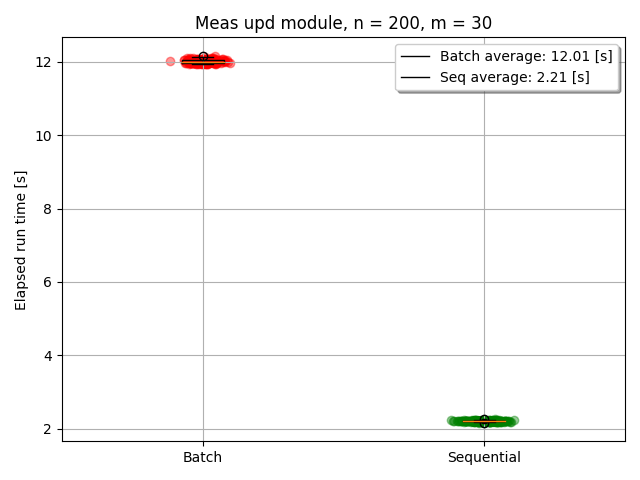 Meas upd module, n = 200, m = 30
Batch average: 12.01 [s]
Seq average: 2.21 [s]
Elapsed run time [s]
12
10
8
6
4
2
Batch
Sequential